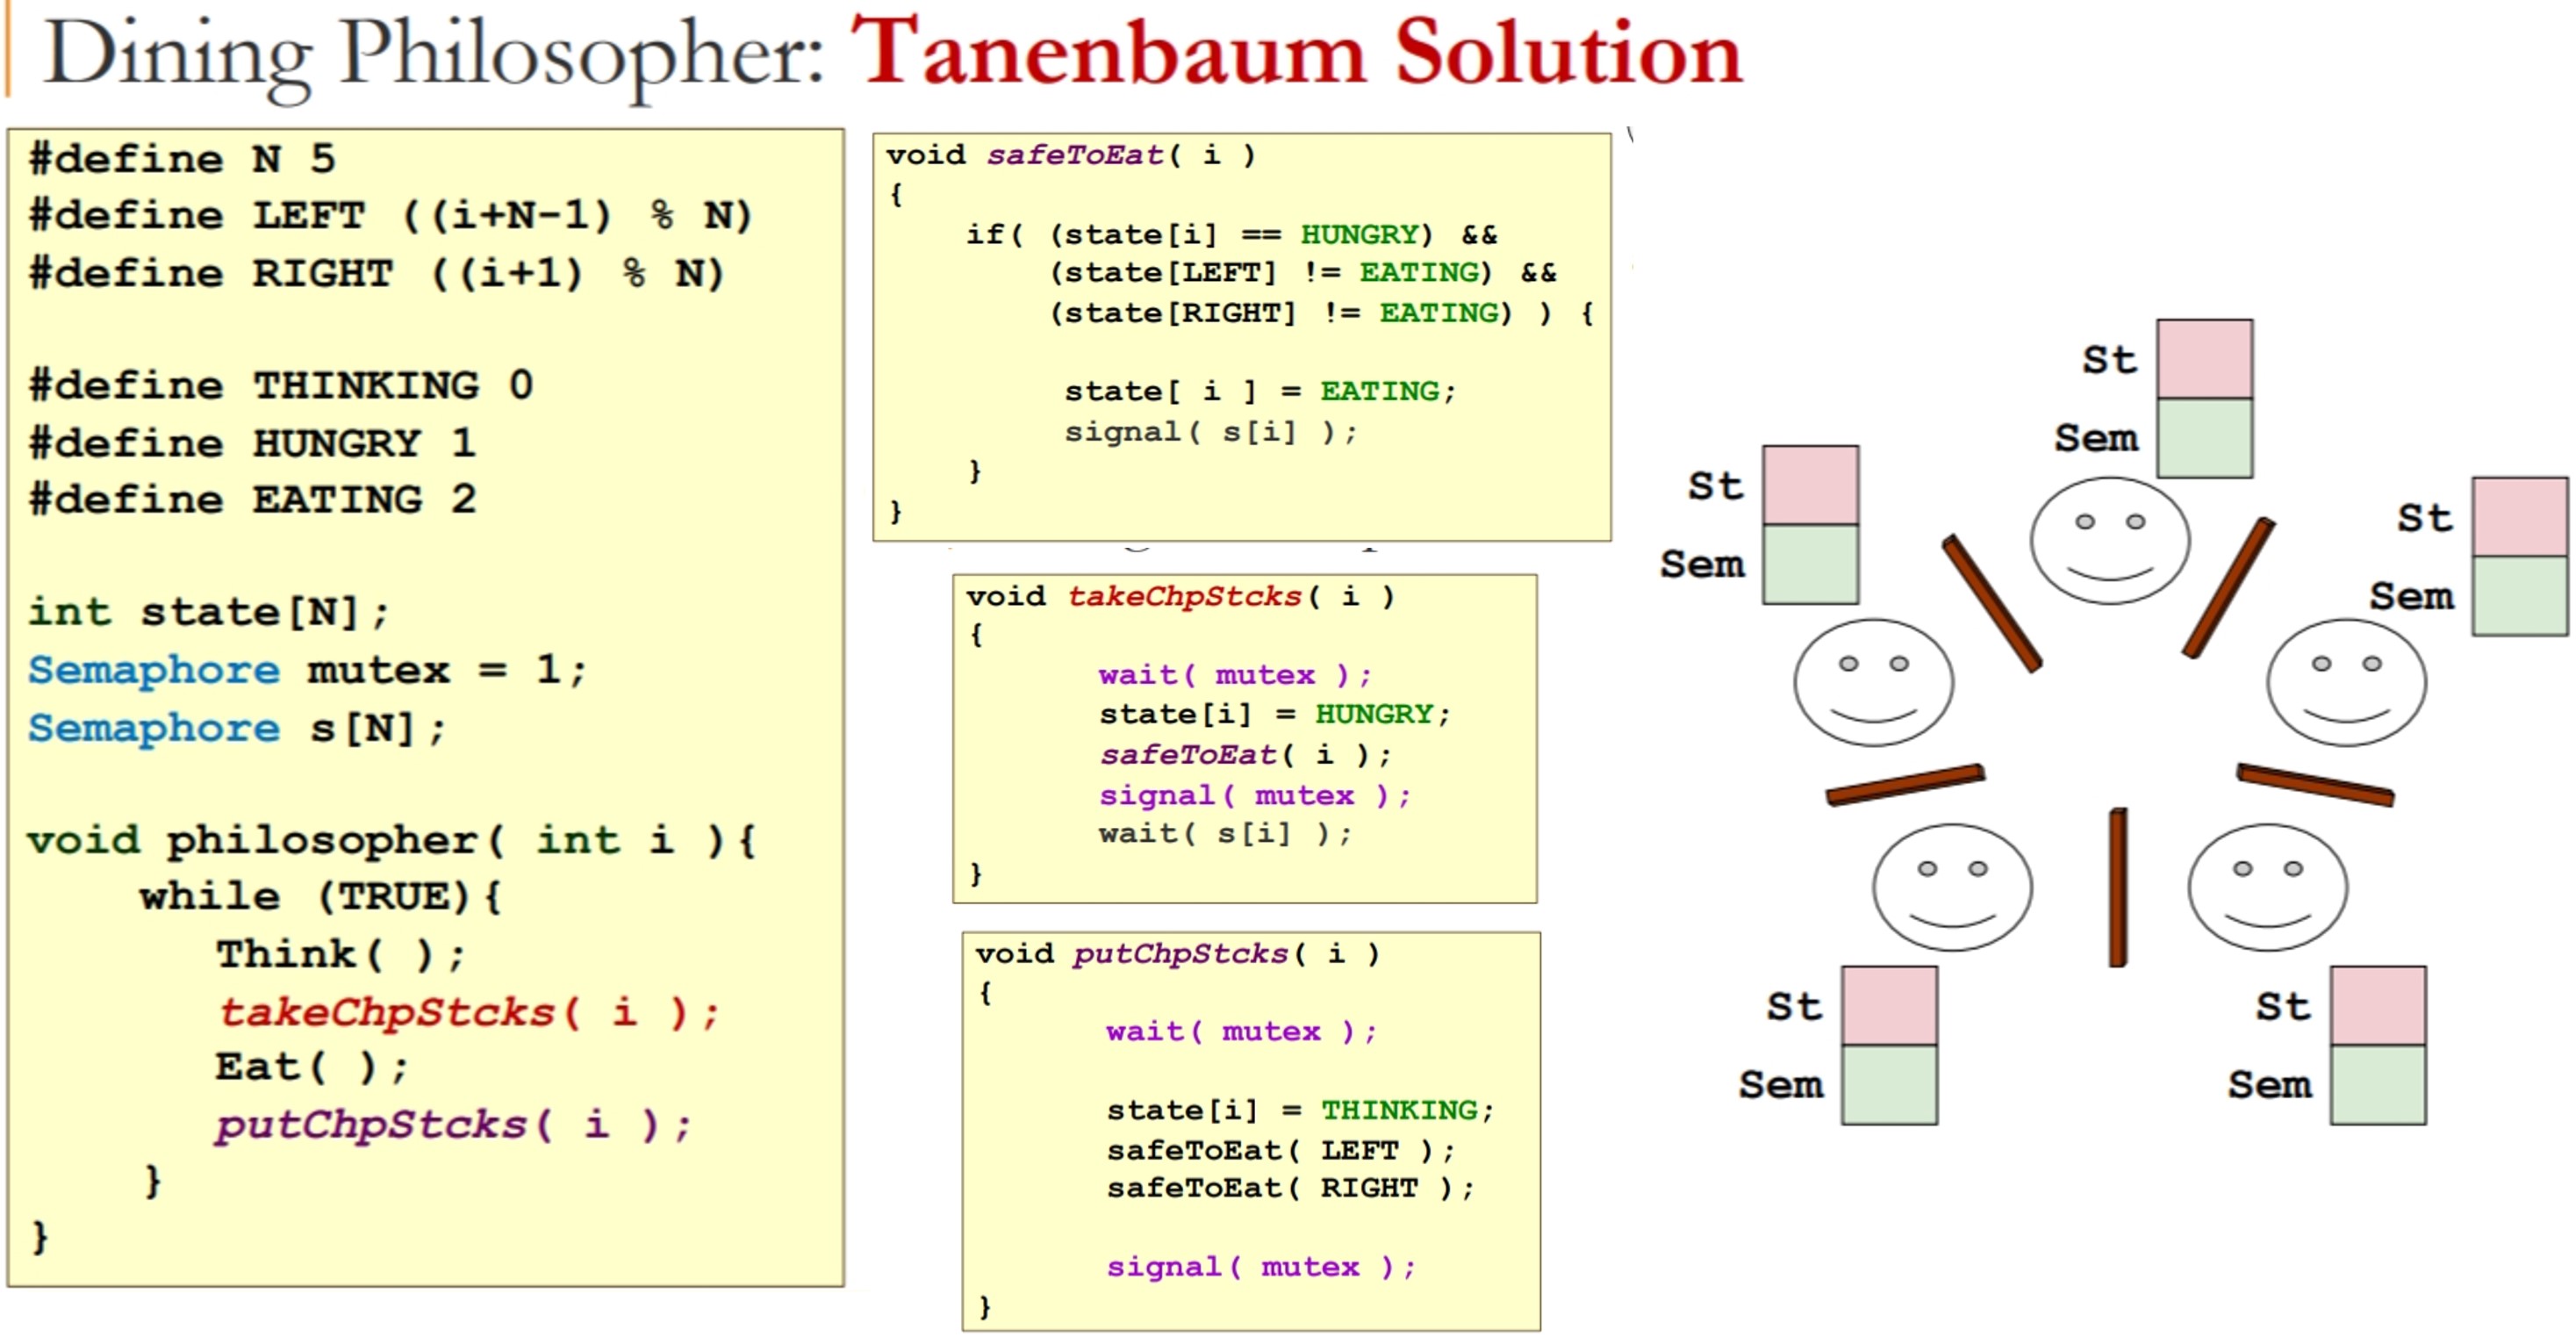 Dining Philosopher: Tanenbaum Solution
#define N 5
#define LEFT ((i+N-1) % N)
#define RIGHT ((i+1) % N)
#define THINKING 0
#define HUNGRY 1
#define EATING 2
int state[N];
Semaphore mutex = 1;
Semaphore s[N];
void philosopher( int i ){
while (TRUE){
Think( );
takeChpStcks( i );
Eat( );
putChpStcks( i );
}
}
void safeToEat( i )
{
if( (state[i] == HUNGRY) &&
(state[LEFT] != EATING) &&
(state[RIGHT] != EATING) ) {
state[ i ] = EATING;
signal( s[i] );
}
}
void takeChpStcks( i )
{
wait( mutex );
state[i] = HUNGRY;
safeToEat( i );
signal( mutex );
wait( s[i] );
}
void putChpStcks( i )
{
wait( mutex );
state[i] = THINKING;
safeToEat( LEFT );
safeToEat( RIGHT );
signal( mutex );
}
St
Sem
St
Sem
St
Sem
St
Sem
St
Sem